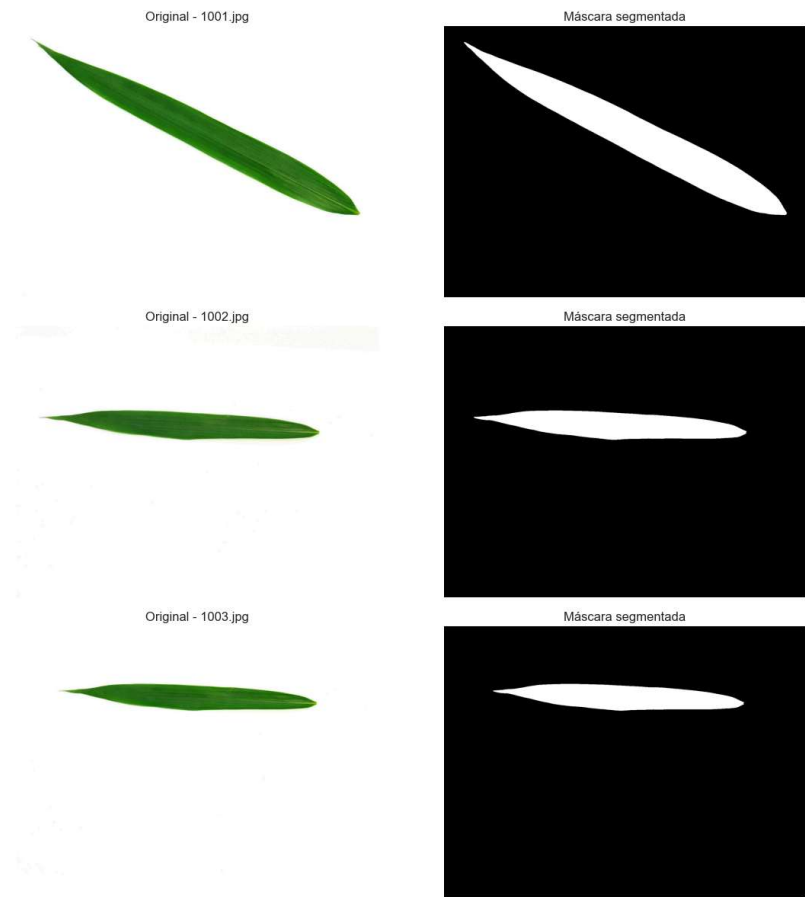 Original - 1001.jpg
Máscara segmentada
Original - 1002.jpg
Máscara segmentada
Original - 1003.jpg
Máscara segmentada